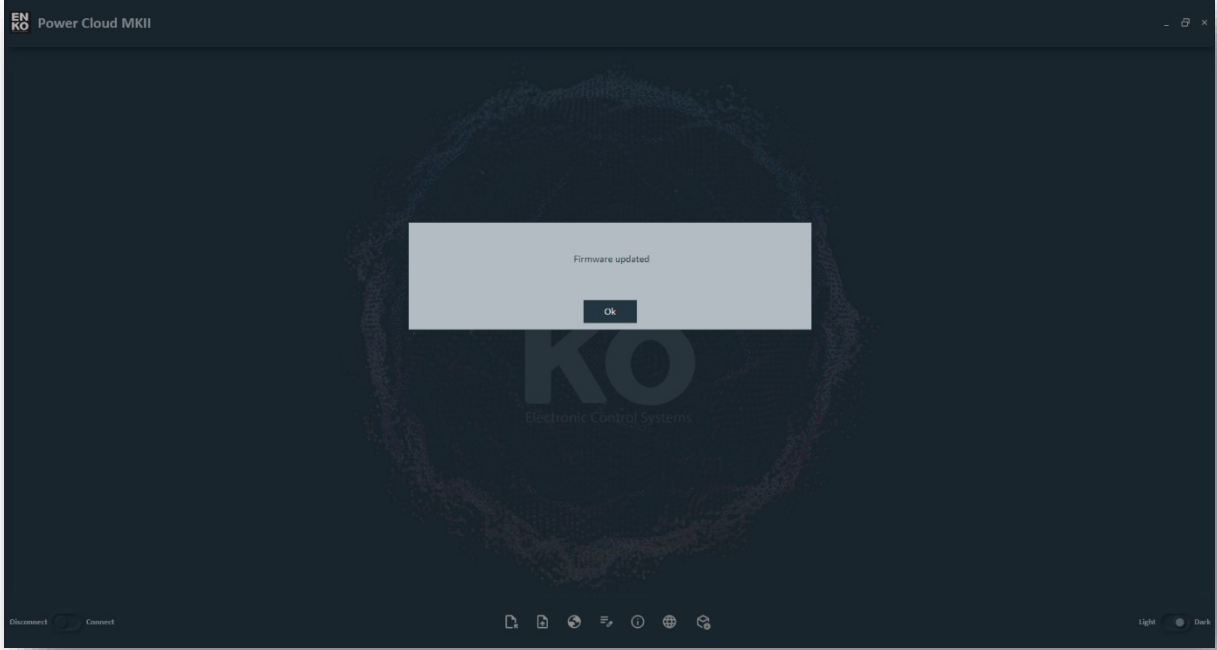 EN
KO
Power Cloud MKII
Firmware updated
Ok
KO
Electronic Control Systems
Disconnect
Connect
Light
Dark